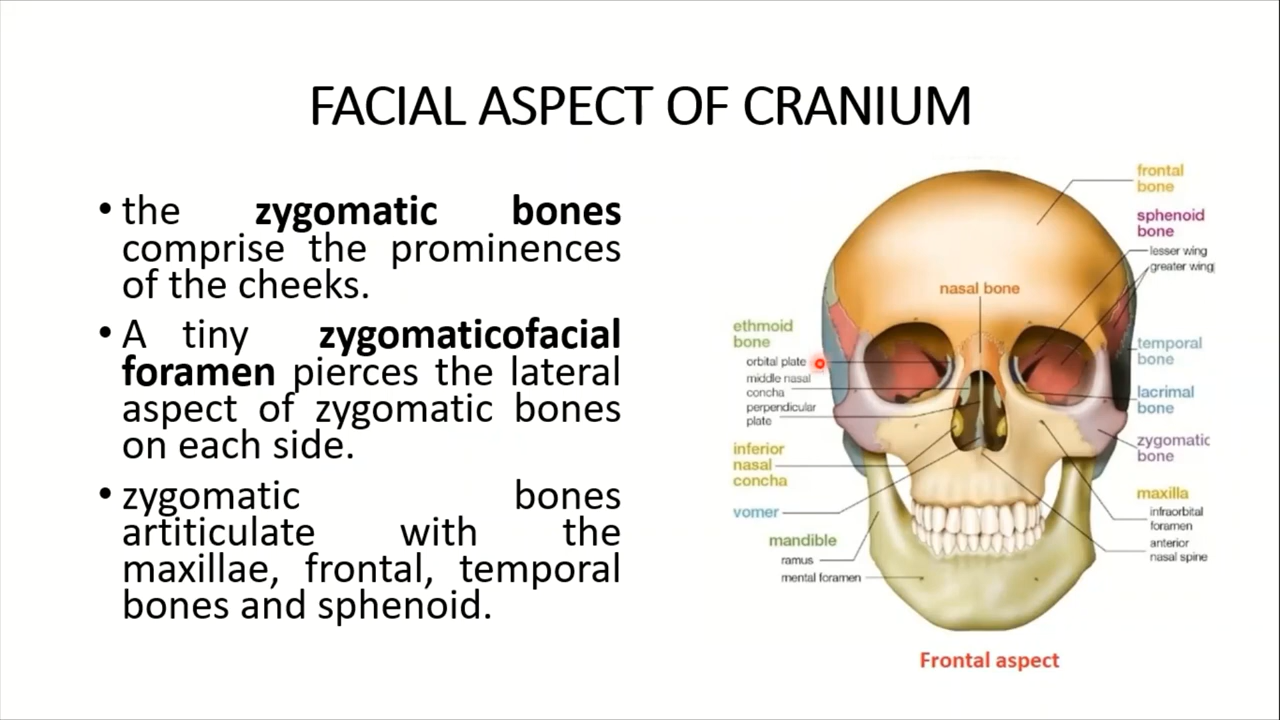 FACIAL ASPECT OF CRANIUM
• the zygomatic bones
comprise the prominences
of the cheeks.
• A tiny zygomaticofacial
foramen pierces the lateral
aspect of zygomatic bones
on each side.
• zygomatic bones
artiticulate with the
maxillae, frontal, temporal
bones and sphenoid.
frontal
bone
sphenoid
bone
lesser wing
greater wing
nasal bone
ethmoid
bone
orbital plate
middle nasal
concha
perpendicular
plate
inferior
nasal
concha
vomer
mandible
ramus
mental foramen
temporal
bone
lacrimal
bone
zygomatic
bone
maxilla
infraorbital
foramen
anterior
nasal spine
Frontal aspect